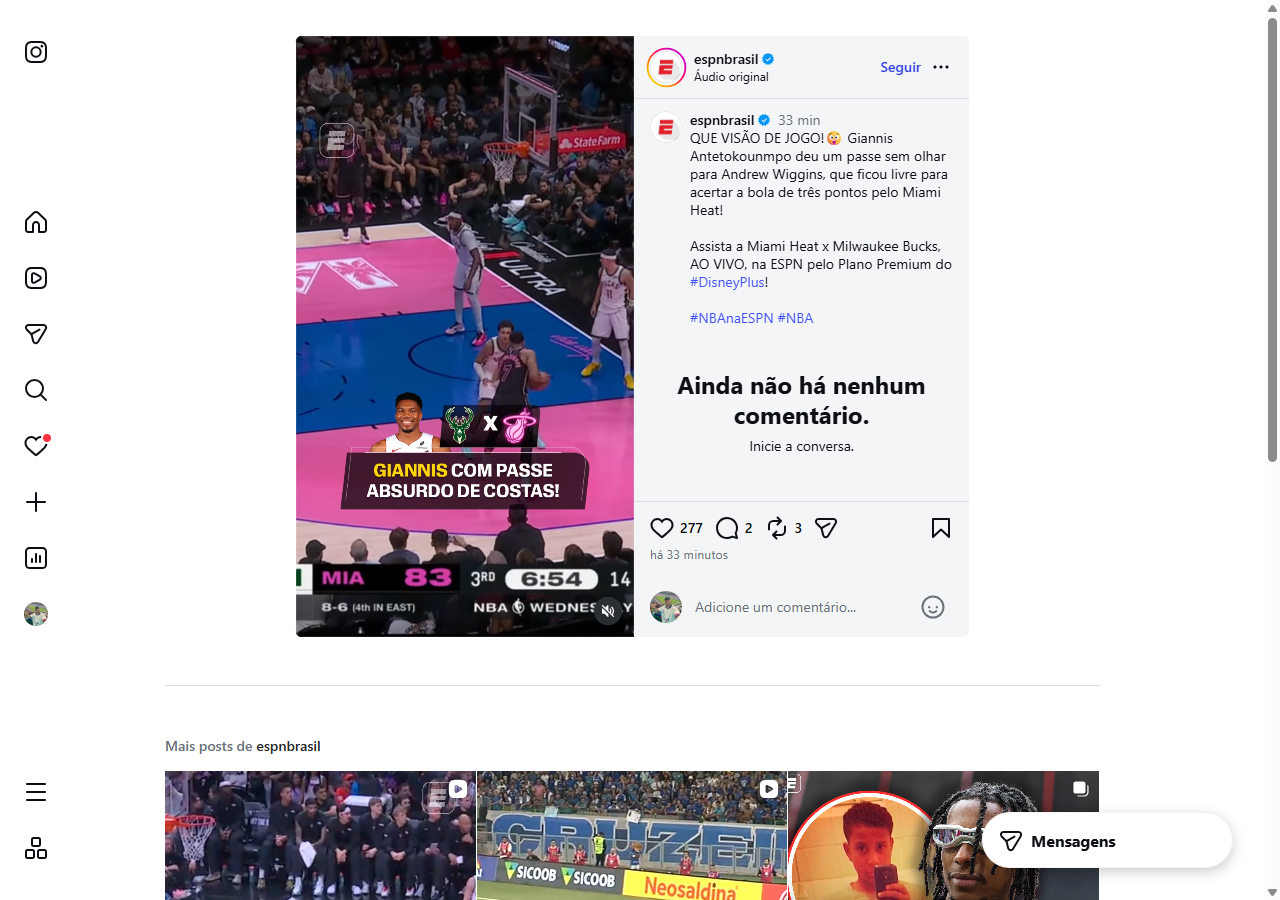 StateFarm
ULTRA
X
GIANNIS COM PASSE
ABSURDO DE COSTAS!
MIA 83 3RD 6:54 14
8-6 (4TH IN EAST) NBA WEDNES
espnbrasil
Áudio original
Seguir
espnbrasil 33 min
QUE VISÃO DE JOGO!😜 Giannis
Antetokounmpo deu um passe sem olhar
para Andrew Wiggins, que ficou livre para
acertar a bola de três pontos pelo Miami
Heat!
Assista a Miami Heat x Milwaukee Bucks,
AO VIVO, na ESPN pelo Plano Premium do
#DisneyPlus!
#NBAnaESPN #NBA
Ainda não há nenhum
comentário.
Inicie a conversa.
277 2 3
há 33 minutos
Adicione um comentário...
Mais posts de espnbrasil
CRUZEI
SICOOB SICOOB Neosaldina
Mensagens